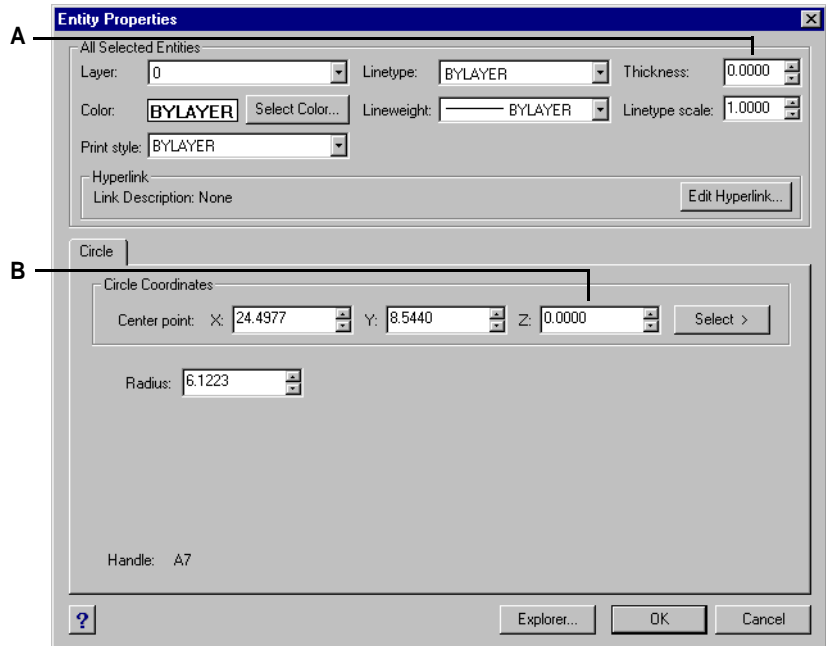 Entity Properties
A
All Selected Entities
Layer: 0 Linetype: BYLAYER Thickness: 0.0000
Color: BYLAYER Select Color... Lineweight: BYLAYER Linetype scale: 1.0000
Print style: BYLAYER
Hyperlink
Link Description: None Edit Hyperlink...
Circle
B
Circle Coordinates
Center point: X: 24.4977 Y: 8.5440 Z: 0.0000 Select >
Radius: 6.1223
Handle: A7
? Explorer... OK Cancel